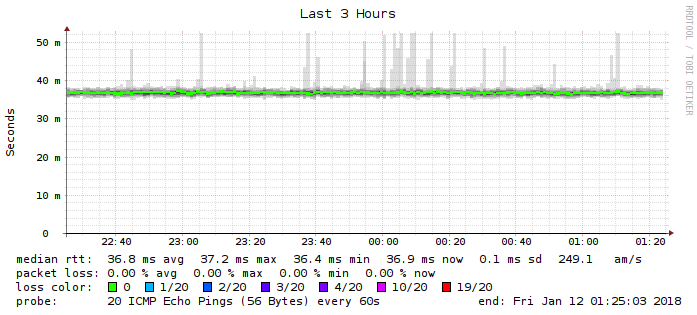 Last 3 Hours
RRDTOOL / TOBI OETIKER
Seconds
50 m
40 m
30 m
20 m
10 m
0
22:40 23:00 23:20 23:40 00:00 00:20 00:40 01:00 01:20
median rtt: 36.8 ms avg 37.2 ms max 36.4 ms min 36.9 ms now 0.1 ms sd 249.1 am/s
packet loss: 0.00 % avg 0.00 % max 0.00 % min 0.00 % now
loss color: 0 1/20 2/20 3/20 4/20 10/20 19/20
probe: 20 ICMP Echo Pings (56 Bytes) every 60s end: Fri Jan 12 01:25:03 2018